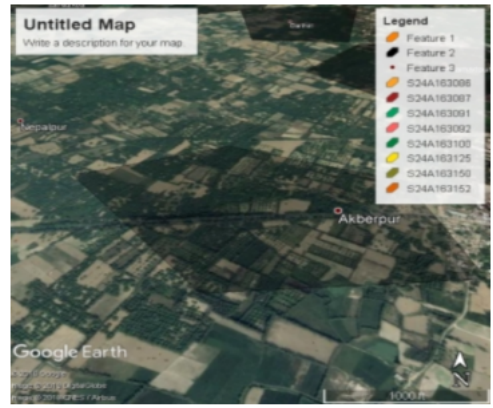 Untitled Map
Write a description for your map.
Legend
Feature 1
Feature 2
Feature 3
S24A163086
S24A163087
S24A163091
S24A163092
S24A163100
S24A163125
S24A163150
S24A163152
Nepalpur
Akberpur
Google Earth
1000 ft
N